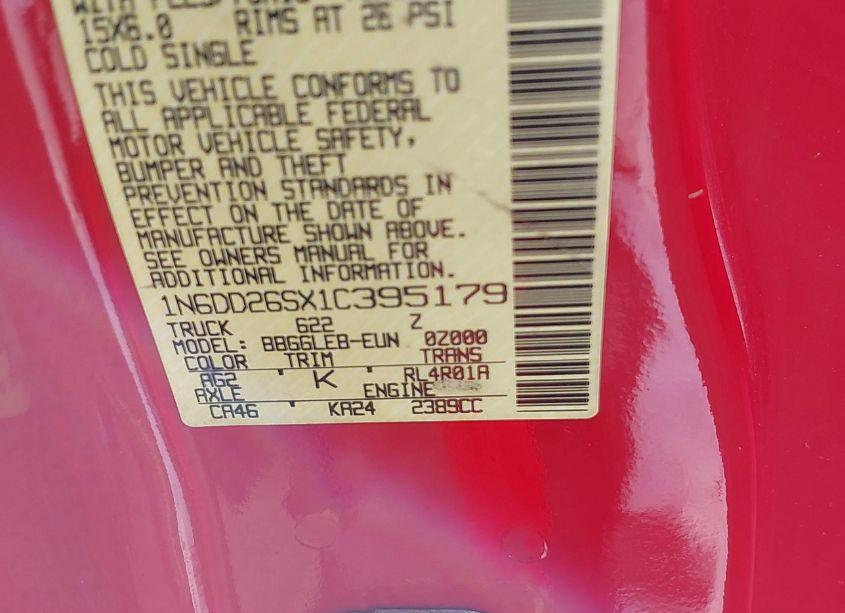 15X6.0 RIMS AT 26 PSI
COLD SINGLE
THIS VEHICLE CONFORMS TO
ALL APPLICABLE FEDERAL
MOTOR VEHICLE SAFETY,
BUMPER AND THEFT
PREVENTION STANDARDS IN
EFFECT ON THE DATE OF
MANUFACTURE SHOWN ABOVE.
SEE OWNERS MANUAL FOR
ADDITIONAL INFORMATION.
1N6DD26SX1C395179
TRUCK 622 Z
MODEL: BBGGLEB-EUN 0Z000
COLOR TRIM TRANS
AG2 K RL4R01A
AXLE ENGINE
CA46 KA24 2389CC